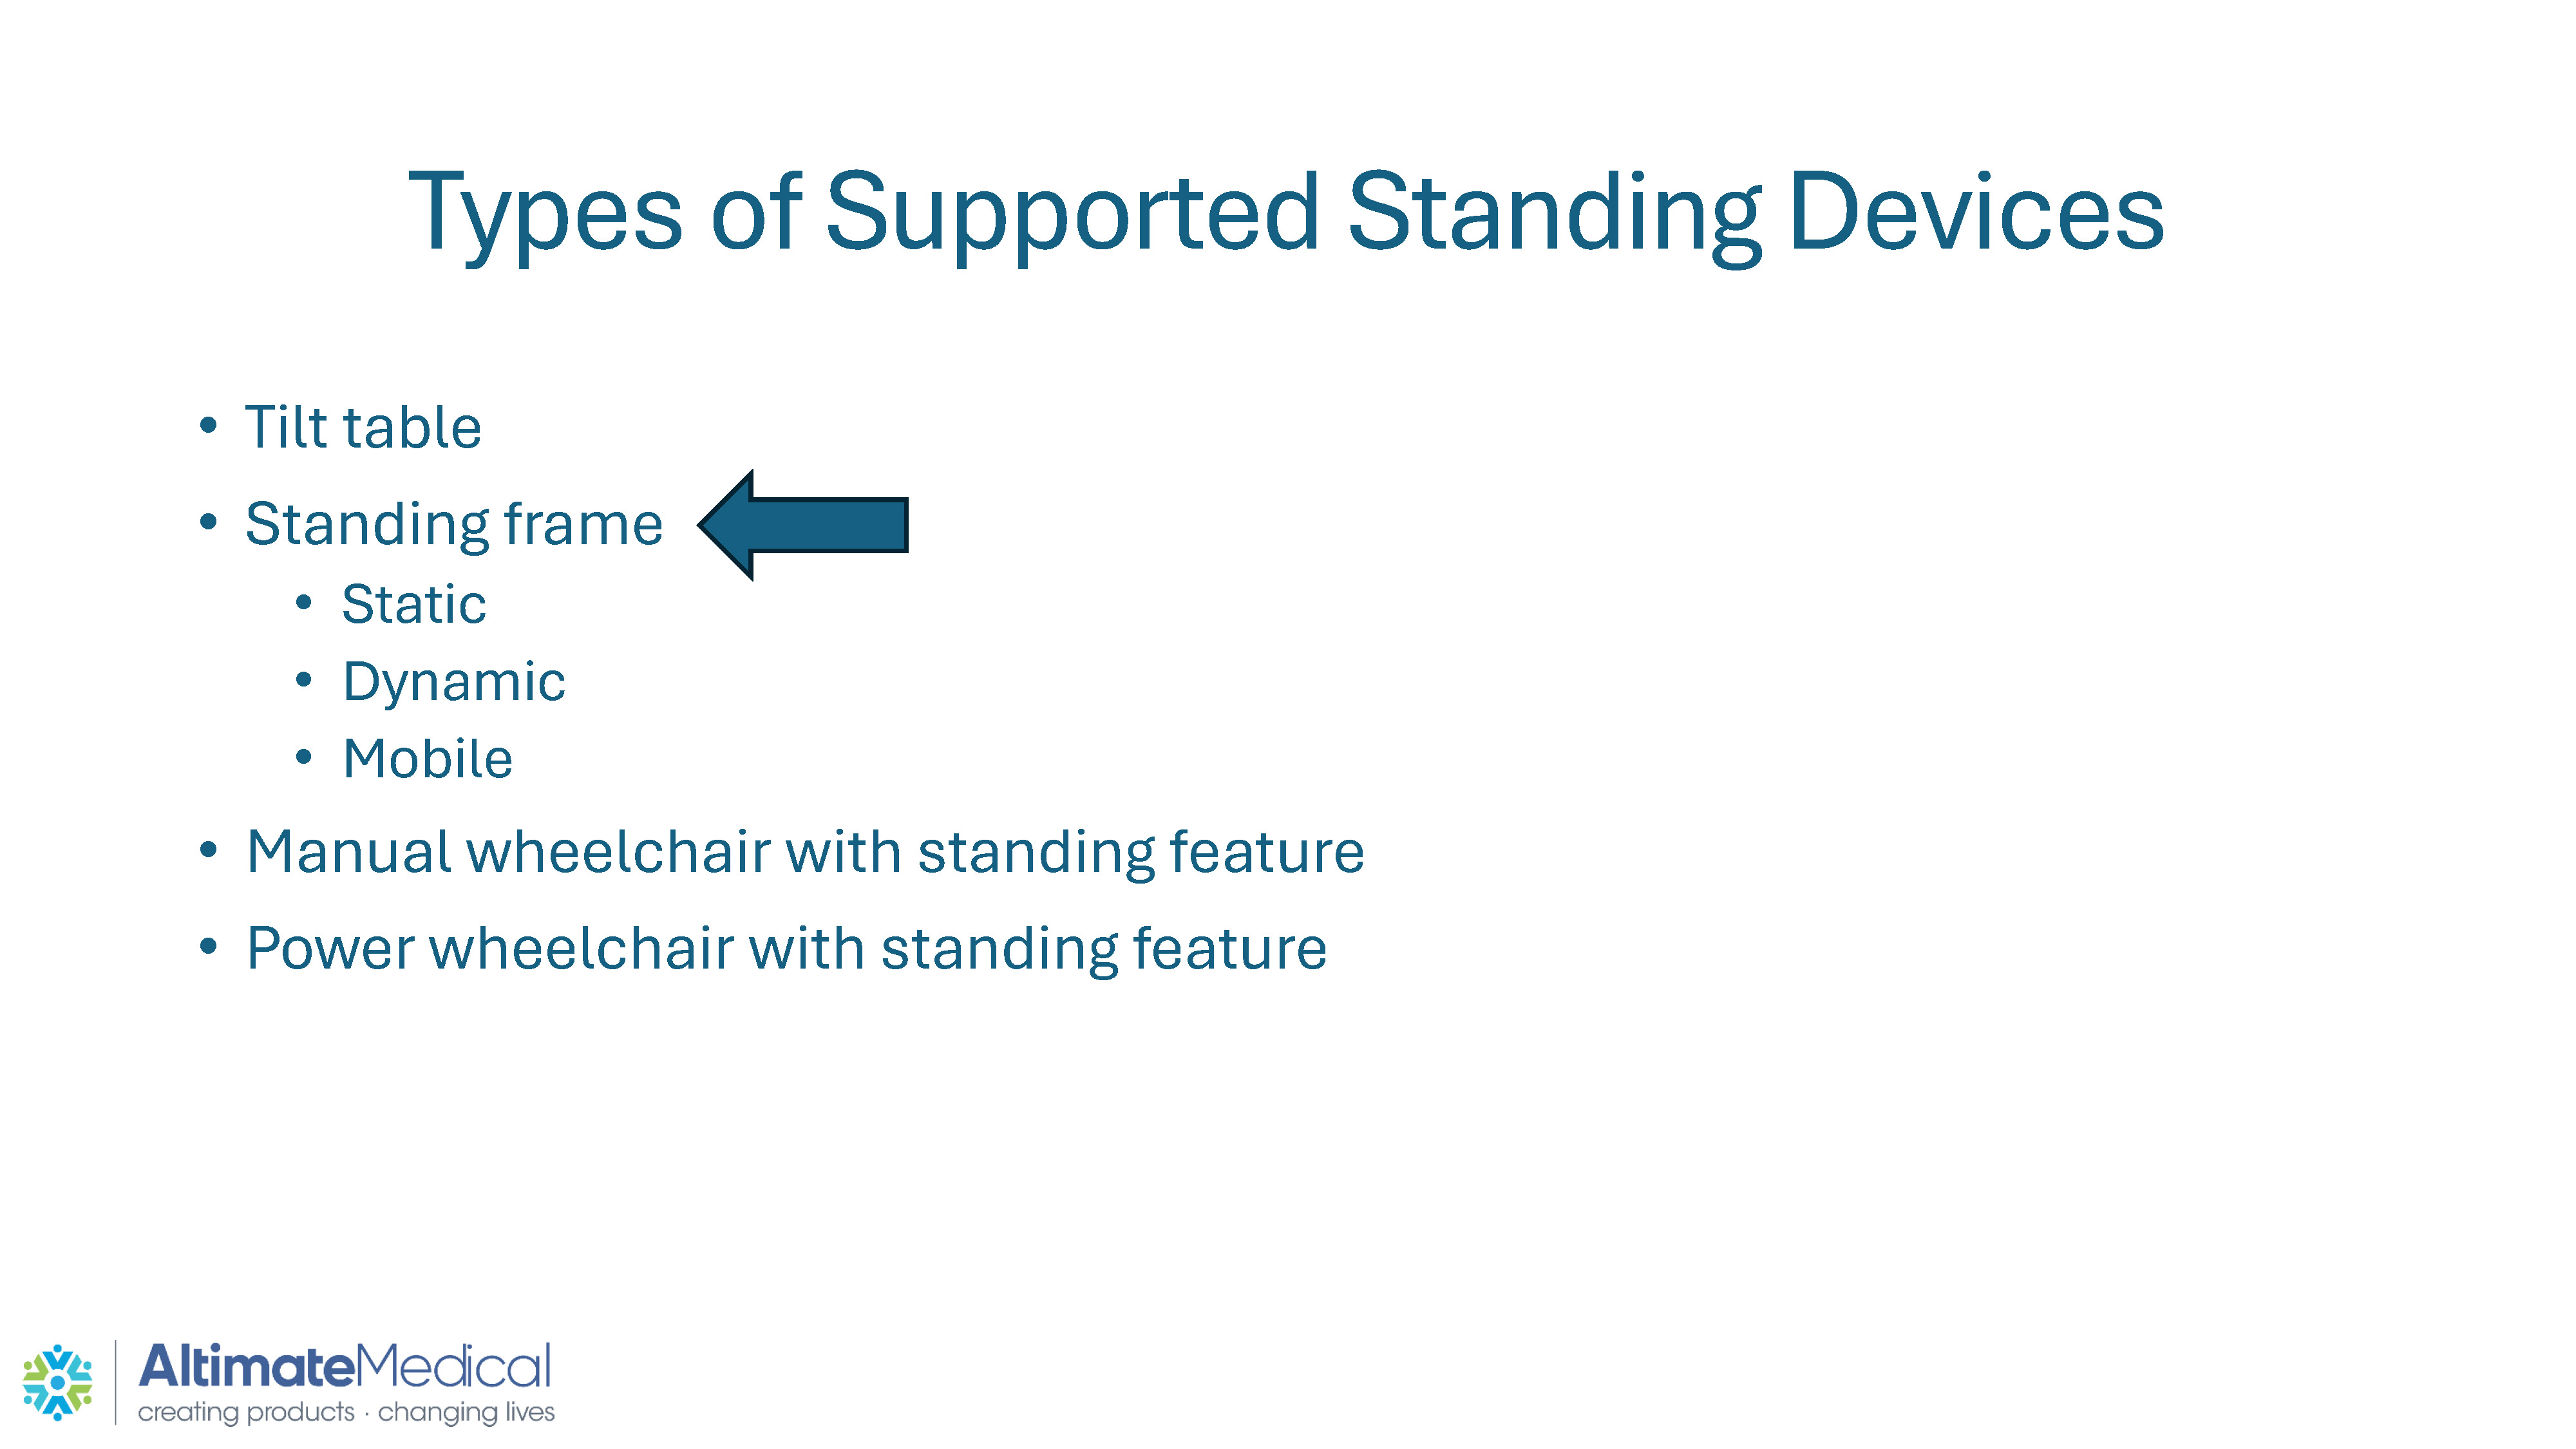 Types of Supported Standing Devices
• Tilt table
• Standing frame
• Static
• Dynamic
• Mobile
• Manual wheelchair with standing feature
• Power wheelchair with standing feature
AltimateMedical
creating products · changing lives